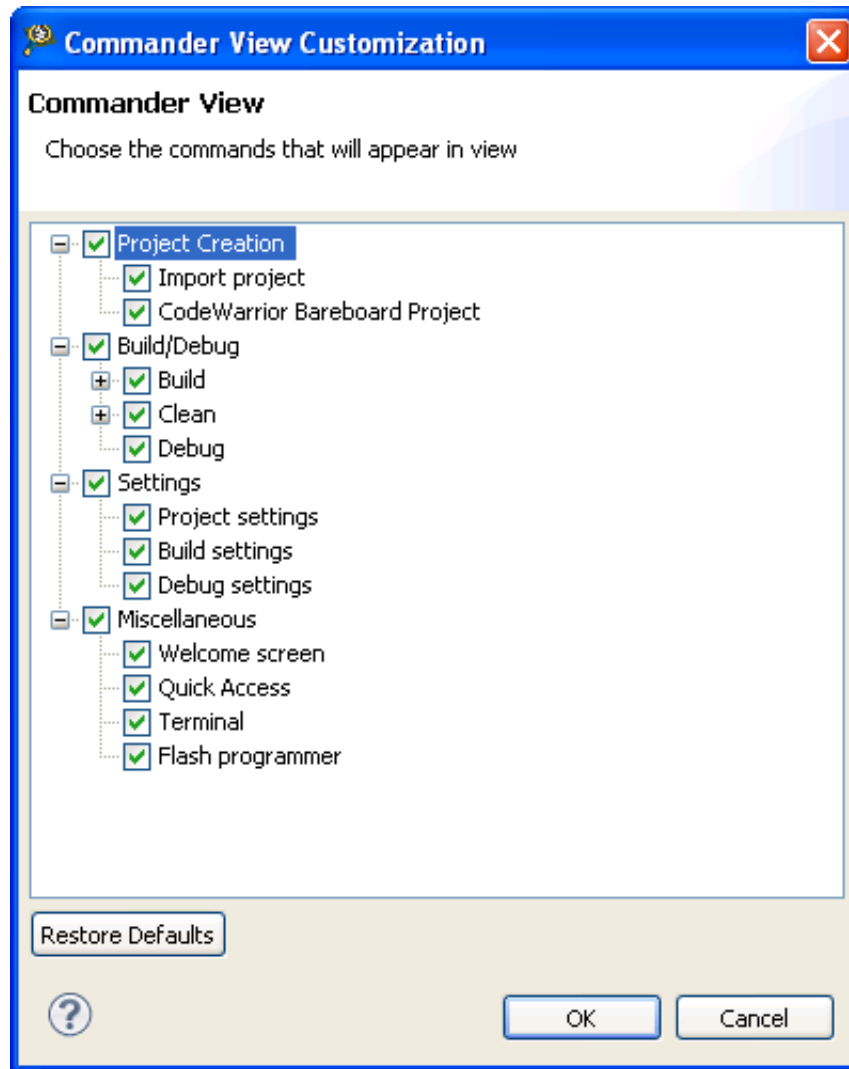 Commander View Customization
Commander View
Choose the commands that will appear in view
Project Creation
Import project
CodeWarrior Bareboard Project
Build/Debug
Build
Clean
Debug
Settings
Project settings
Build settings
Debug settings
Miscellaneous
Welcome screen
Quick Access
Terminal
Flash programmer
Restore Defaults
? OK Cancel